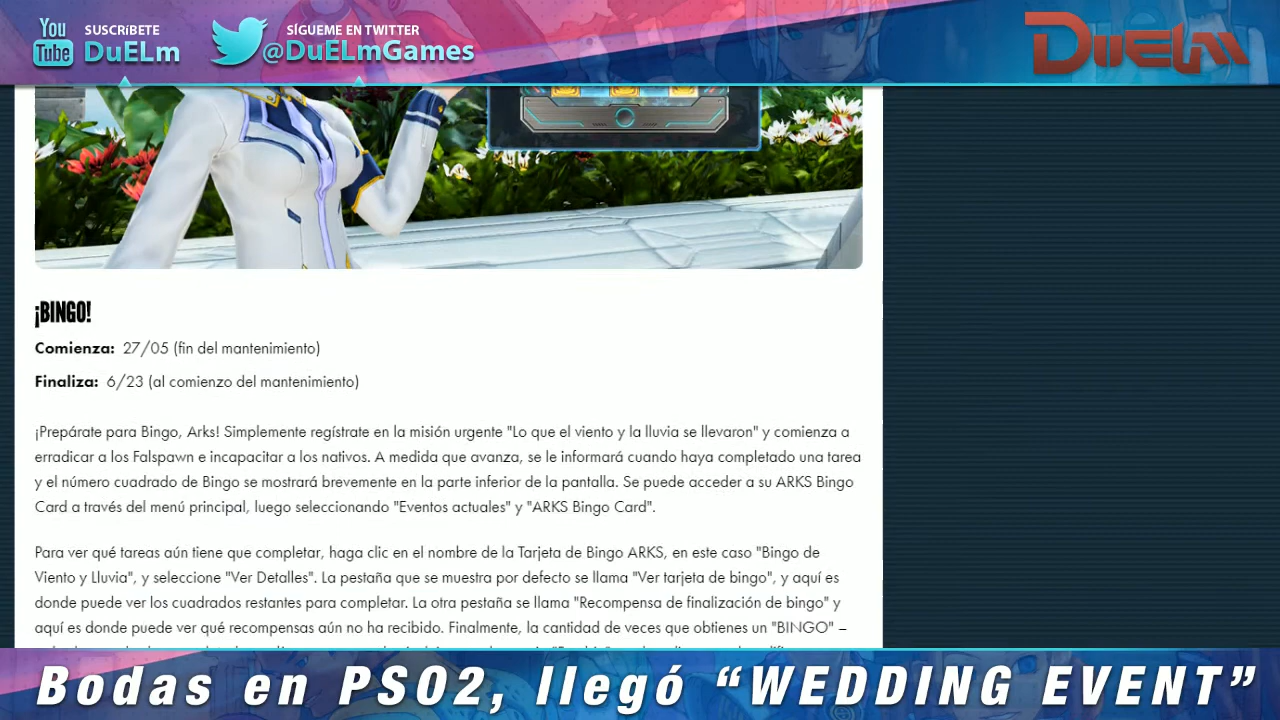 You
Tube
SUSCRíBETE
DuELm
SÍGUEME EN TWITTER
@DuELmGames
DuELm
¡BINGO!
Comienza: 27/05 (fin del mantenimiento)
Finaliza: 6/23 (al comienzo del mantenimiento)
¡Prepárate para Bingo, Arks! Simplemente regístrate en la misión urgente "Lo que el viento y la lluvia se llevaron" y comienza a
erradicar a los Falspawn e incapacitar a los nativos. A medida que avanza, se le informará cuando haya completado una tarea
y el número cuadrado de Bingo se mostrará brevemente en la parte inferior de la pantalla. Se puede acceder a su ARKS Bingo
Card a través del menú principal, luego seleccionando "Eventos actuales" y "ARKS Bingo Card".
Para ver qué tareas aún tiene que completar, haga clic en el nombre de la Tarjeta de Bingo ARKS, en este caso "Bingo de
Viento y Lluvia", y seleccione "Ver Detalles". La pestaña que se muestra por defecto se llama "Ver tarjeta de bingo", y aquí es
donde puede ver los cuadrados restantes para completar. La otra pestaña se llama "Recompensa de finalización de bingo" y
aquí es donde puede ver qué recompensas aún no ha recibido. Finalmente, la cantidad de veces que obtienes un "BINGO" –
Bodas en PSO2, llegó “WEDDING EVENT”